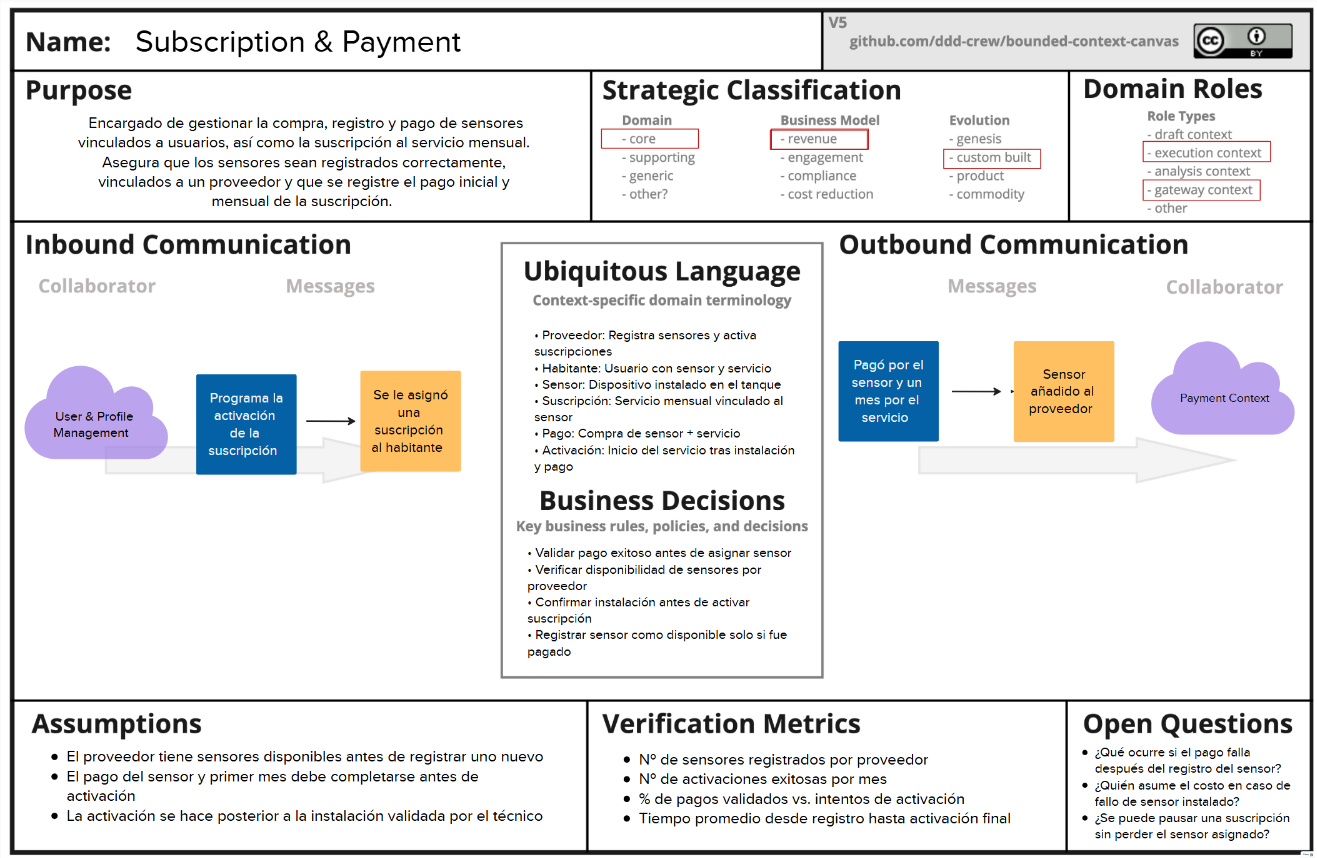 Name: Subscription & Payment
V5
github.com/ddd-crew/bounded-context-canvas
cc
BY
Purpose
Encargado de gestionar la compra, registro y pago de sensores
vinculados a usuarios, así como la suscripción al servicio mensual.
Asegura que los sensores sean registrados correctamente,
vinculados a un proveedor y que se registre el pago inicial y
mensual de la suscripción.
Strategic Classification
Domain
- core
- supporting
- generic
- other?
Business Model
- revenue
- engagement
- compliance
- cost reduction
Evolution
- genesis
- custom built
- product
- commodity
Domain Roles
Role Types
- draft context
- execution context
- analysis context
- gateway context
- other
Inbound Communication
Collaborator
Messages
User & Profile
Management
Programa la
activación
de la
suscripción
Se le asignó
una
suscripción
al habitante
Ubiquitous Language
Context-specific domain terminology
• Proveedor: Registra sensores y activa
suscripciones
• Habitante: Usuario con sensor y servicio
• Sensor: Dispositivo instalado en el tanque
• Suscripción: Servicio mensual vinculado al
sensor
• Pago: Compra de sensor + servicio
• Activación: Inicio del servicio tras instalación
y pago
Business Decisions
Key business rules, policies, and decisions
• Validar pago exitoso antes de asignar sensor
• Verificar disponibilidad de sensores por
proveedor
• Confirmar instalación antes de activar
suscripción
• Registrar sensor como disponible solo si fue
pagado
Outbound Communication
Messages
Collaborator
Pagó por el
sensor y un
mes por el
servicio
Sensor
añadido al
proveedor
Payment Context
Assumptions
• El proveedor tiene sensores disponibles antes de registrar uno nuevo
• El pago del sensor y primer mes debe completarse antes de
activación
• La activación se hace posterior a la instalación validada por el técnico
Verification Metrics
• Nº de sensores registrados por proveedor
• Nº de activaciones exitosas por mes
• % de pagos validados vs. intentos de activación
• Tiempo promedio desde registro hasta activación final
Open Questions
• ¿Qué ocurre si el pago falla
después del registro del sensor?
• ¿Quién asume el costo en caso de
fallo de sensor instalado?
• ¿Se puede pausar una suscripción
sin perder el sensor asignado?